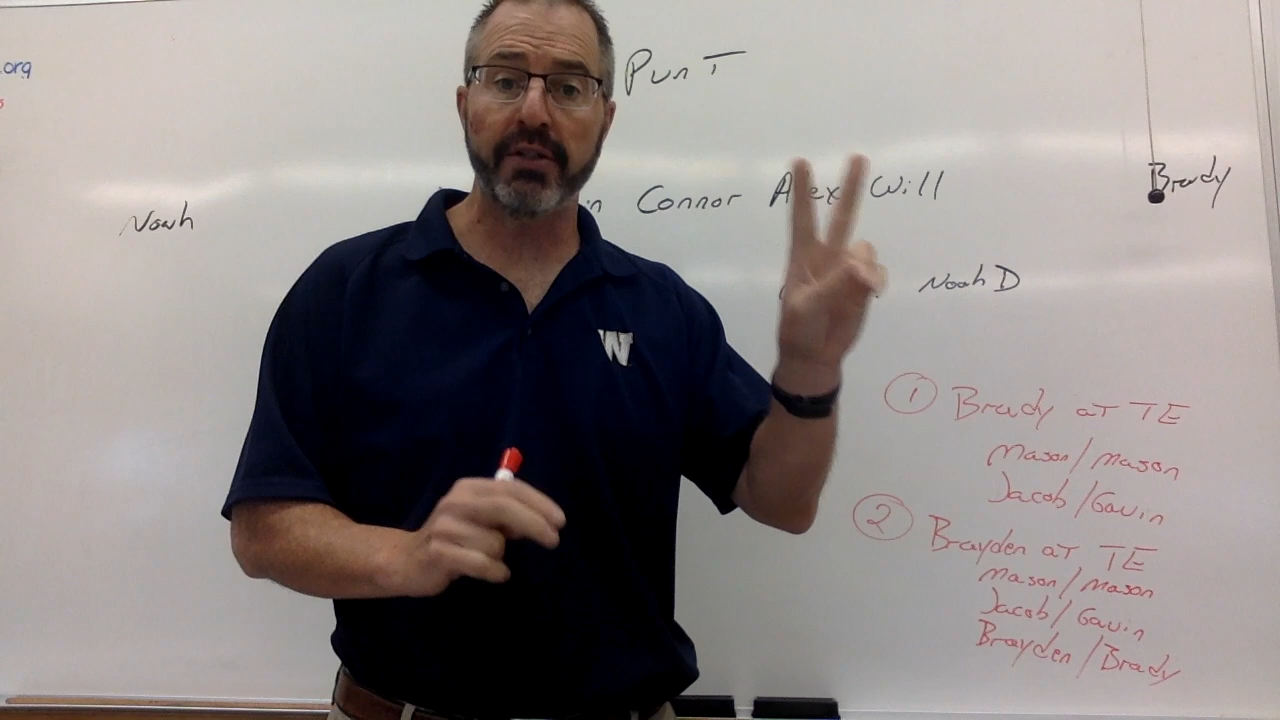 .org
Punt
Noah
in Connor Alex Will
Brady
Noah D
W
1 Brady at TE
Mason/Mason
Jacob/Gavin
2 Brayden at TE
Mason/Mason
Jacob/Gavin
Brayden/Brady